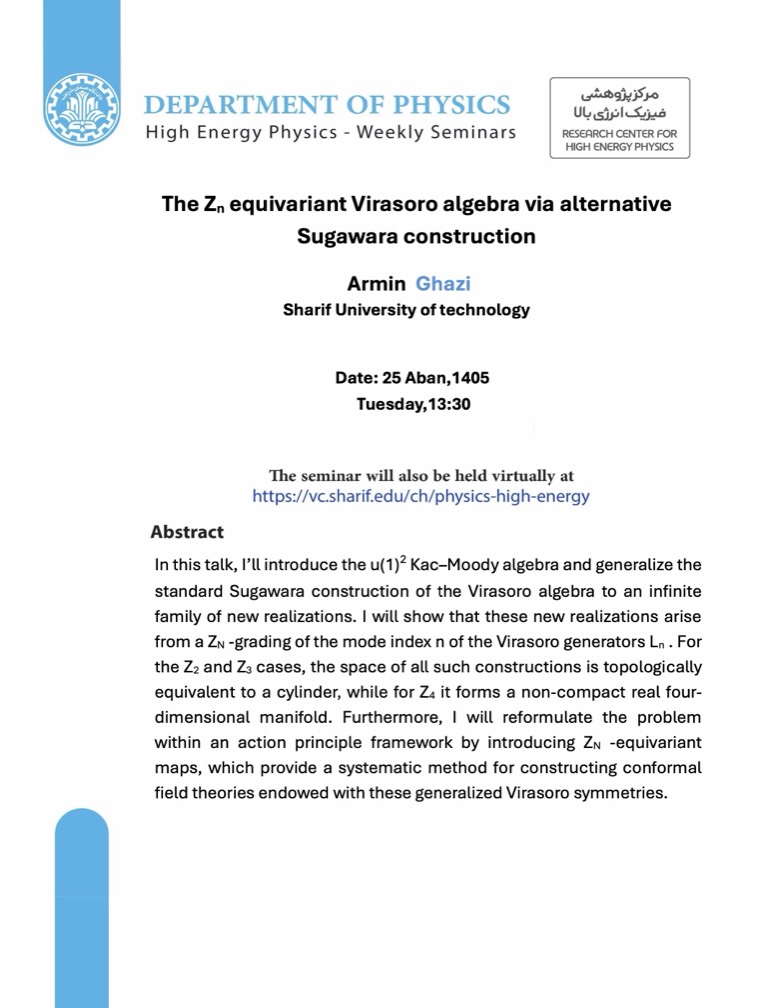 DEPARTMENT OF PHYSICS
High Energy Physics - Weekly Seminars
مرکز پژوهشی
فیزیک انرژی بالا
RESEARCH CENTER FOR
HIGH ENERGY PHYSICS
The Zₙ equivariant Virasoro algebra via alternative
Sugawara construction
Armin Ghazi
Sharif University of technology
Date: 25 Aban,1405
Tuesday,13:30
The seminar will also be held virtually at
https://vc.sharif.edu/ch/physics-high-energy
Abstract
In this talk, I’ll introduce the u(1)² Kac–Moody algebra and generalize the
standard Sugawara construction of the Virasoro algebra to an infinite
family of new realizations. I will show that these new realizations arise
from a Z_N -grading of the mode index n of the Virasoro generators Lₙ . For
the Z₂ and Z₃ cases, the space of all such constructions is topologically
equivalent to a cylinder, while for Z₄ it forms a non-compact real four-
dimensional manifold. Furthermore, I will reformulate the problem
within an action principle framework by introducing Z_N -equivariant
maps, which provide a systematic method for constructing conformal
field theories endowed with these generalized Virasoro symmetries.